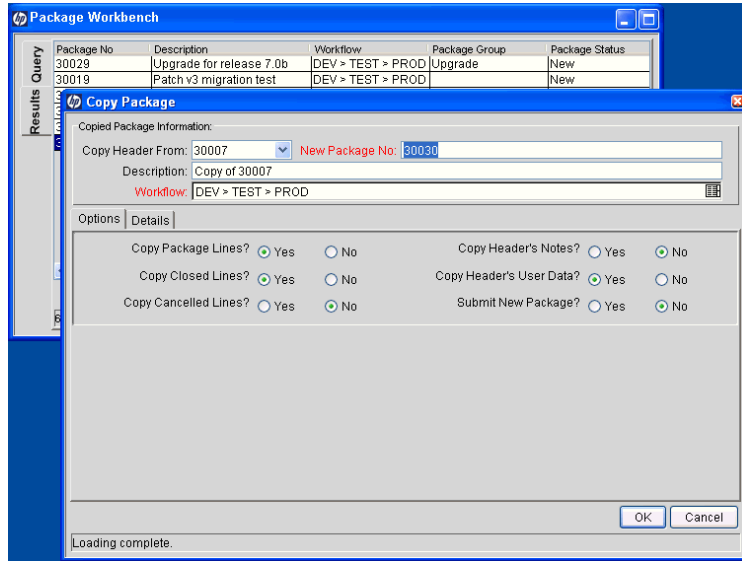 hp Package Workbench
Query
Results
Package No Description Workflow Package Group Package Status
30029 Upgrade for release 7.0b DEV > TEST > PROD Upgrade New
30019 Patch v3 migration test DEV > TEST > PROD New
hp Copy Package
Copied Package Information:
Copy Header From: 30007 New Package No: 30030
Description: Copy of 30007
Workflow: DEV > TEST > PROD
Options Details
Copy Package Lines? Yes No Copy Header's Notes? Yes No
Copy Closed Lines? Yes No Copy Header's User Data? Yes No
Copy Cancelled Lines? Yes No Submit New Package? Yes No
OK Cancel
Loading complete.